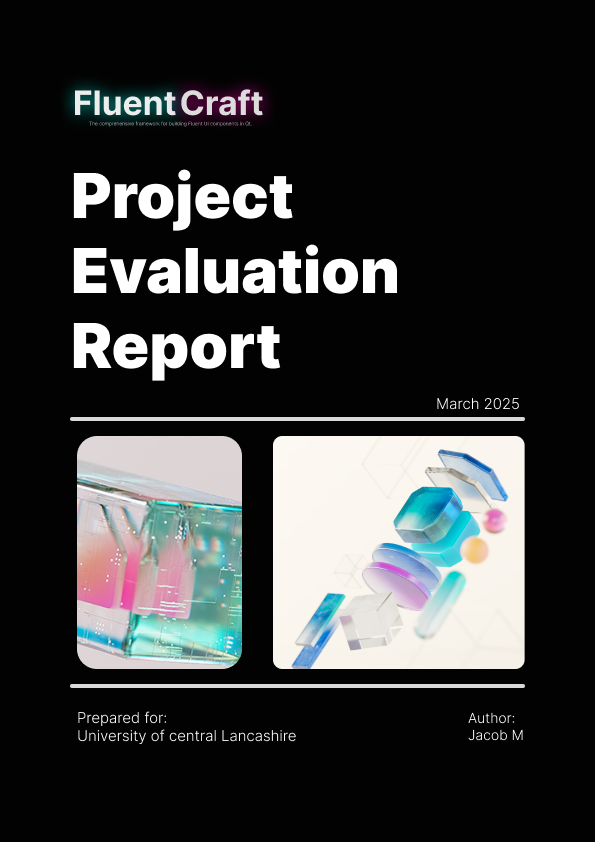 FluentCraft
The comprehensive framework for building Fluent UI components in Qt.
Project
Evaluation
Report
March 2025
Prepared for:
University of central Lancashire
Author:
Jacob M